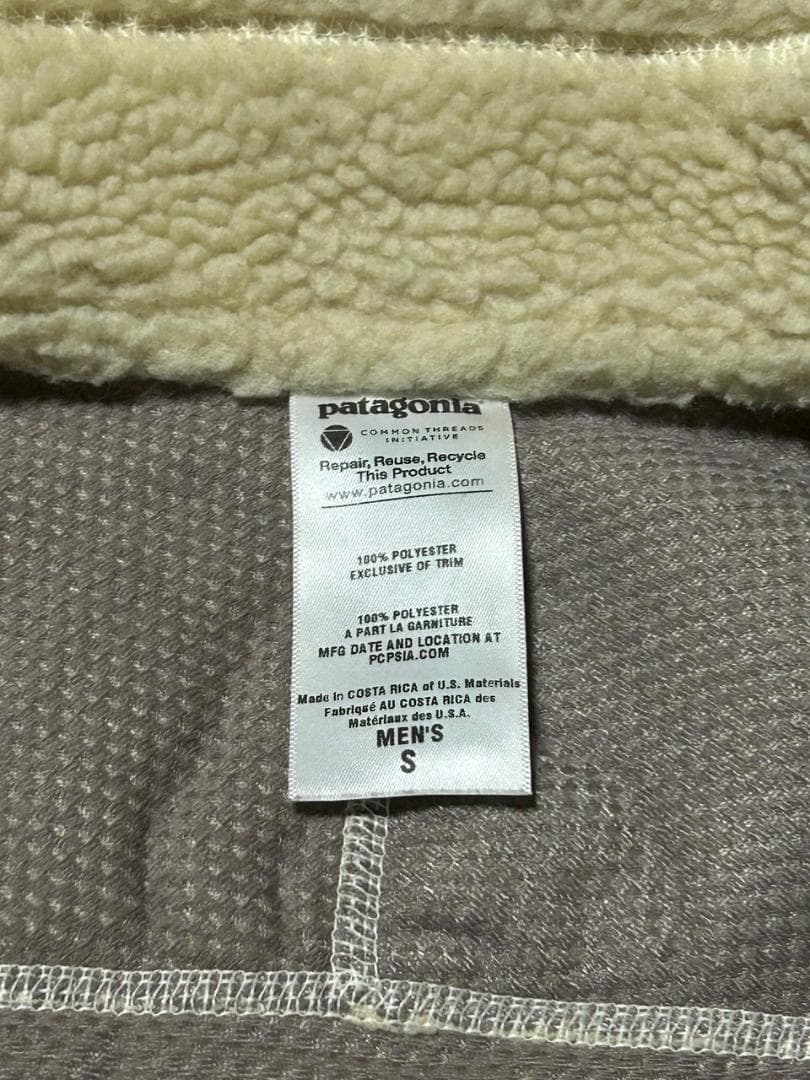 patagonia
COMMON THREADS
INITIATIVE
Repair, Reuse, Recycle
This Product
www.patagonia.com
100% POLYESTER
EXCLUSIVE OF TRIM
100% POLYESTER
A PART LA GARNITURE
MFG DATE AND LOCATION AT
PCPSIA.COM
Made in COSTA RICA of U.S. Materials
Fabriqué AU COSTA RICA des
Matériaux des U.S.A.
MEN'S
S